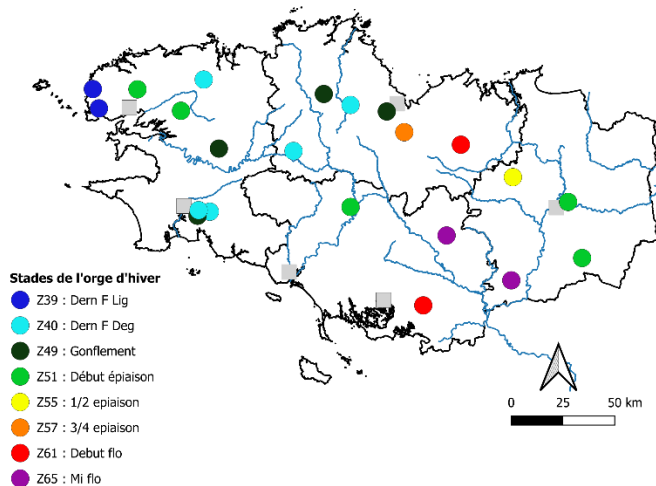 Stades de l'orge d'hiver
Z39 : Dern F Lig
Z40 : Dern F Deg
Z49 : Gonflement
Z51 : Début épiaison
Z55 : 1/2 epiaison
Z57 : 3/4 epiaison
Z61 : Debut flo
Z65 : Mi flo
0 25 50 km